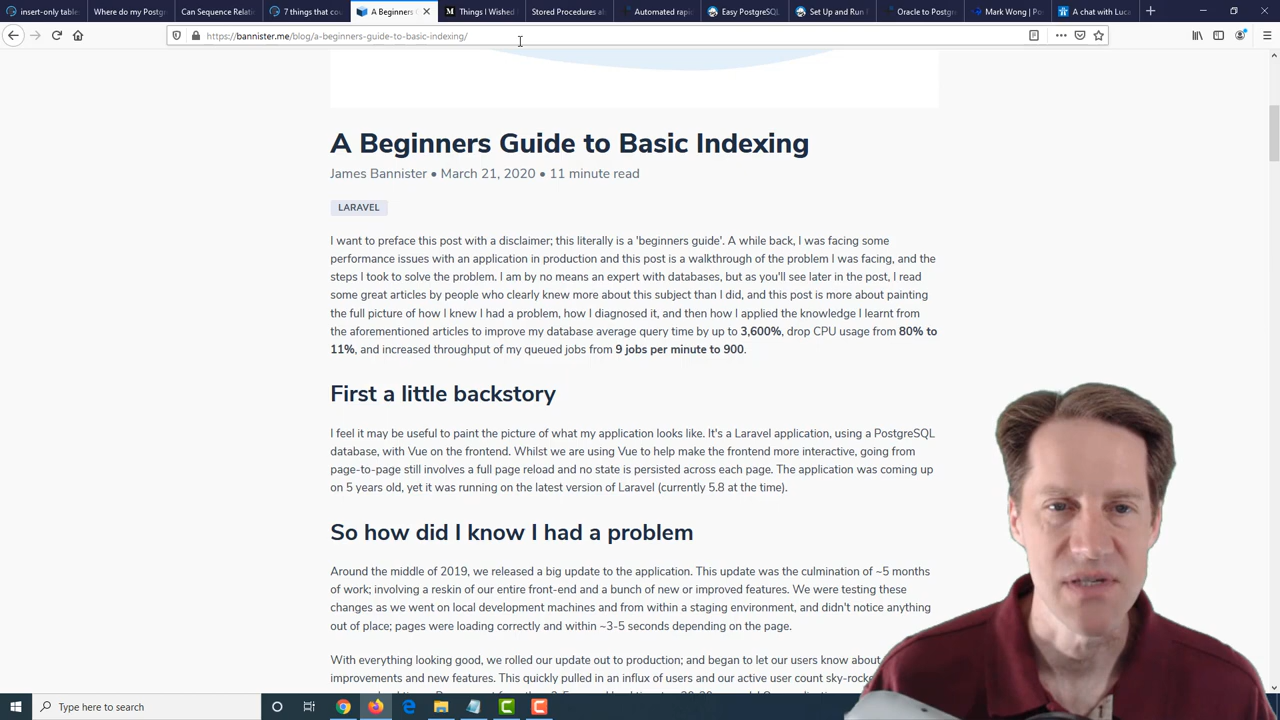 insert-only table
Where do my Postg
Can Sequence Relati
7 things that cou
A Beginners G
Things I Wished
Stored Procedures ab
Automated rapi
Easy PostgreSQL
Set Up and Run
Oracle to Postgr
Mark Wong | Pos
A chat with Luca
https://bannister.me/blog/a-beginners-guide-to-basic-indexing/
A Beginners Guide to Basic Indexing
James Bannister • March 21, 2020 • 11 minute read
LARAVEL
I want to preface this post with a disclaimer; this literally is a 'beginners guide'. A while back, I was facing some
performance issues with an application in production and this post is a walkthrough of the problem I was facing, and the
steps I took to solve the problem. I am by no means an expert with databases, but as you'll see later in the post, I read
some great articles by people who clearly knew more about this subject than I did, and this post is more about painting
the full picture of how I knew I had a problem, how I diagnosed it, and then how I applied the knowledge I learnt from
the aforementioned articles to improve my database average query time by up to 3,600%, drop CPU usage from 80% to
11%, and increased throughput of my queued jobs from 9 jobs per minute to 900.
First a little backstory
I feel it may be useful to paint the picture of what my application looks like. It's a Laravel application, using a PostgreSQL
database, with Vue on the frontend. Whilst we are using Vue to help make the frontend more interactive, going from
page-to-page still involves a full page reload and no state is persisted across each page. The application was coming up
on 5 years old, yet it was running on the latest version of Laravel (currently 5.8 at the time).
So how did I know I had a problem
Around the middle of 2019, we released a big update to the application. This update was the culmination of ~5 months
of work; involving a reskin of our entire front-end and a bunch of new or improved features. We were testing these
changes as we went on local development machines and from within a staging environment, and didn't notice anything
out of place; pages were loading correctly and within ~3-5 seconds depending on the page.
With everything looking good, we rolled our update out to production; and began to let our users know about
improvements and new features. This quickly pulled in an influx of users and our active user count sky-rocke
Type here to search